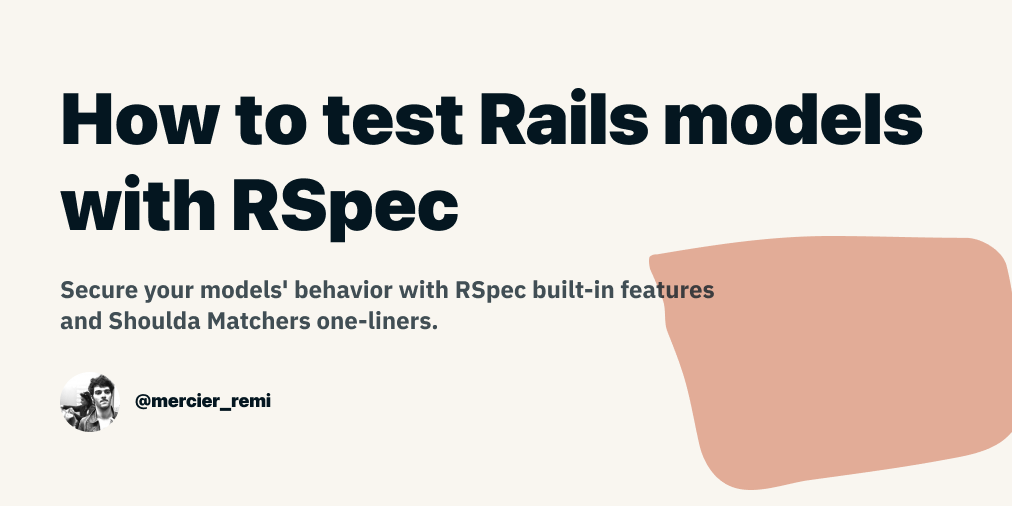 How to test Rails models
with RSpec
Secure your models' behavior with RSpec built-in features
and Shoulda Matchers one-liners.
@mercier_remi